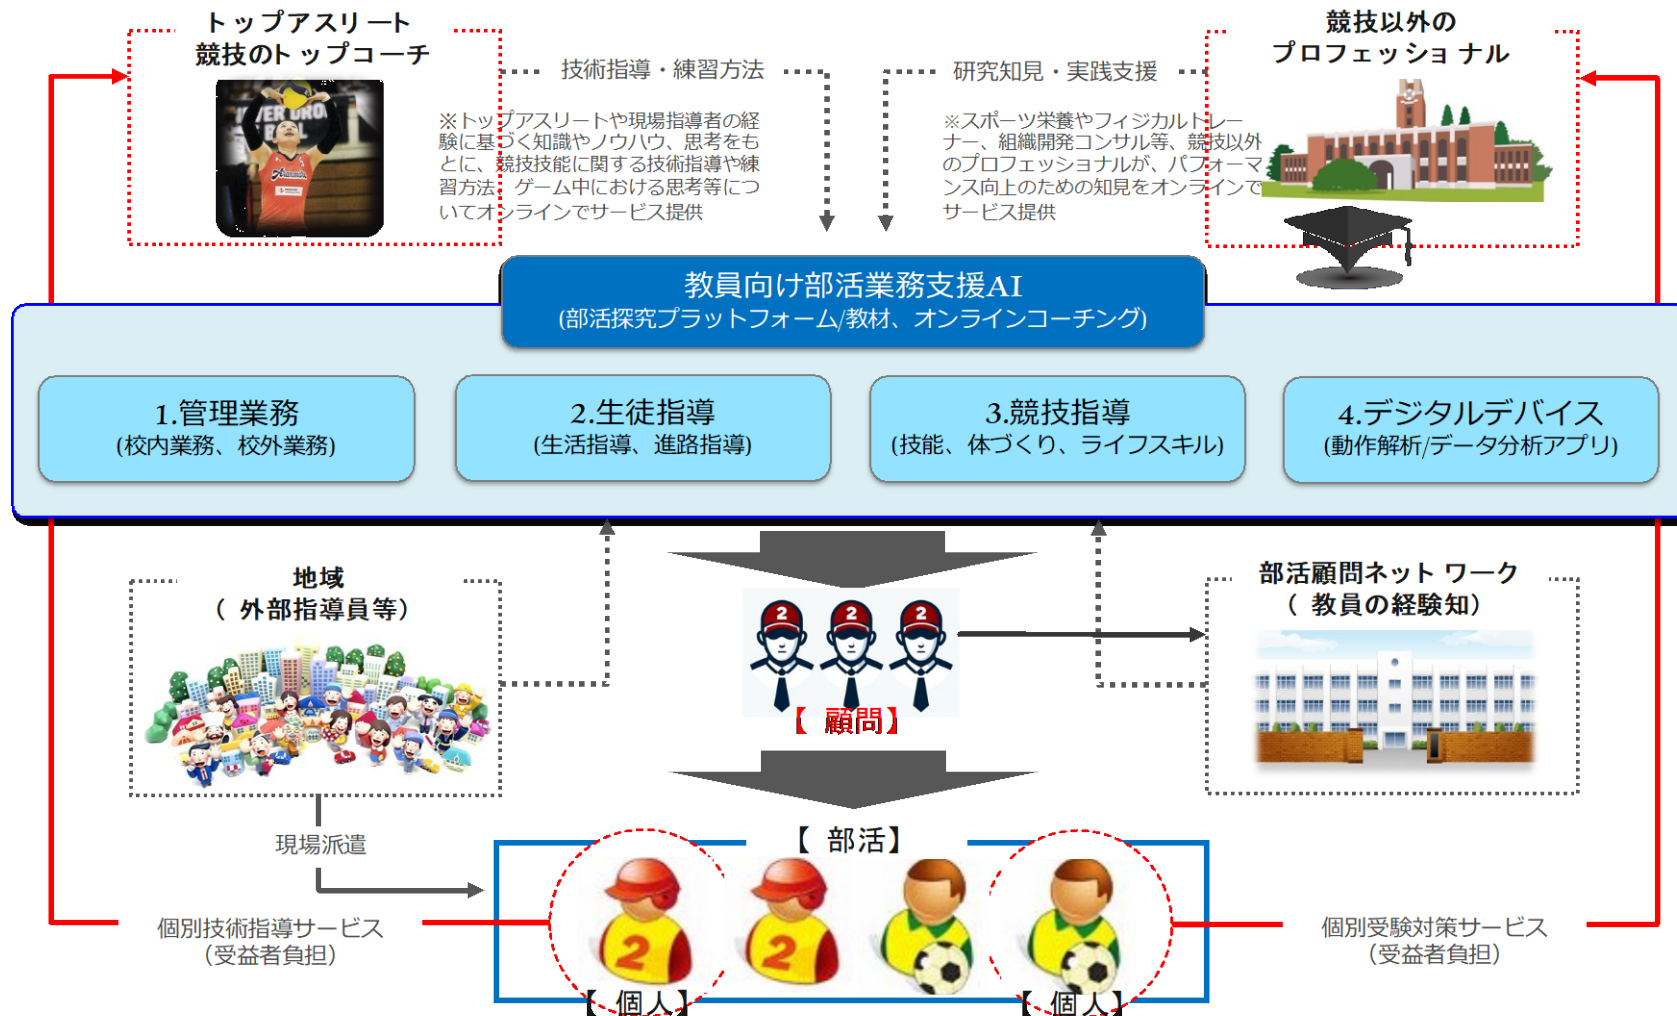 トップアスリート
競技のトップコーチ
技術指導・練習方法
※トップアスリートや現場指導者の経
験に基づく知識やノウハウ、思考をも
とに、競技技能に関する技術指導や練
習方法、ゲーム中における思考等につ
いてオンラインでサービス提供
研究知見・実践支援
※スポーツ栄養やフィジカルトレー
ナー、組織開発コンサル等、競技以外
のプロフェッショナルが、パフォーマ
ンス向上のための知見をオンラインで
サービス提供
競技以外の
プロフェッショナル
教員向け部活業務支援AI
(部活探究プラットフォーム/教材、オンラインコーチング)
1.管理業務
(校内業務、校外業務)
2.生徒指導
(生活指導、進路指導)
3.競技指導
(技能、体づくり、ライフスキル)
4.デジタルデバイス
(動作解析/データ分析アプリ)
地域
(外部指導員等)
2 2 2
【顧問】
部活顧問ネットワーク
(教員の経験知)
現場派遣
【部活】
2 2
個別技術指導サービス
(受益者負担)
個別受験対策サービス
(受益者負担)
【個人】
【個人】